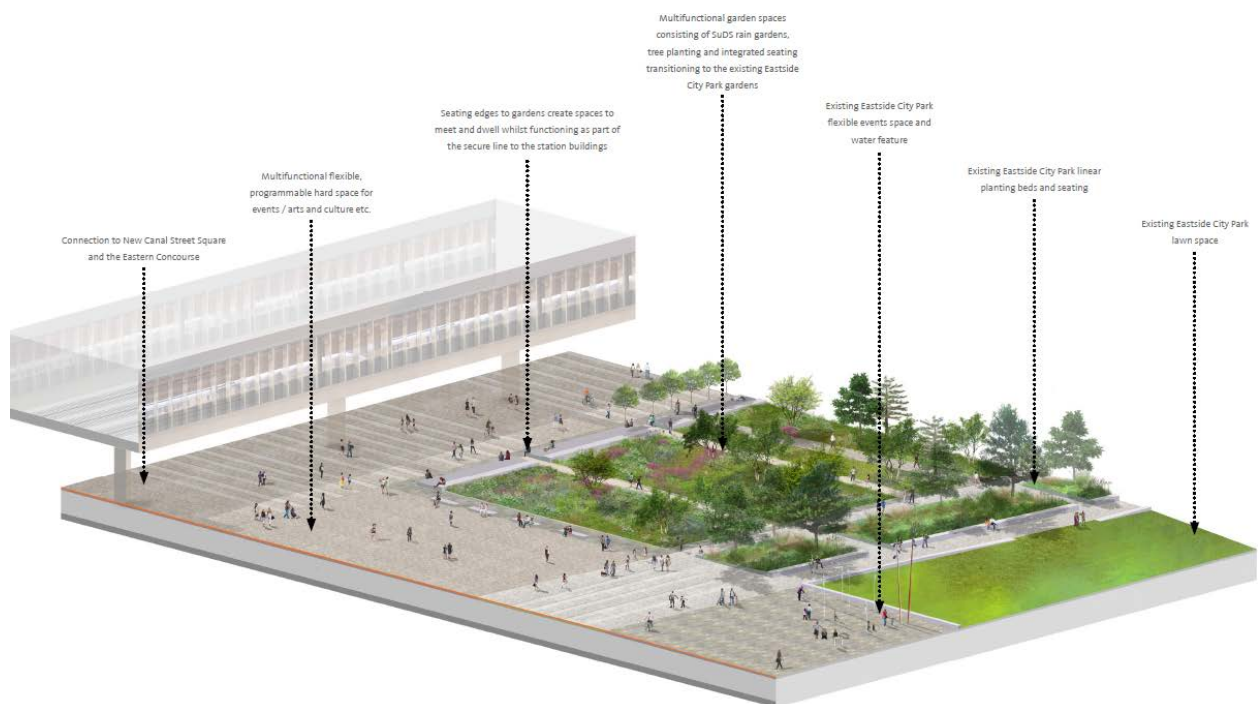 Multifunctional garden spaces
consisting of SuDS rain gardens,
tree planting and integrated seating
transitioning to the existing Eastside
City Park gardens
Seating edges to gardens create spaces to
meet and dwell whilst functioning as part of
the secure line to the station buildings
Existing Eastside City Park
flexible events space and
water feature
Multifunctional flexible,
programmable hard space for
events / arts and culture etc.
Existing Eastside City Park linear
planting beds and seating
Connection to New Canal Street Square
and the Eastern Concourse
Existing Eastside City Park
lawn space